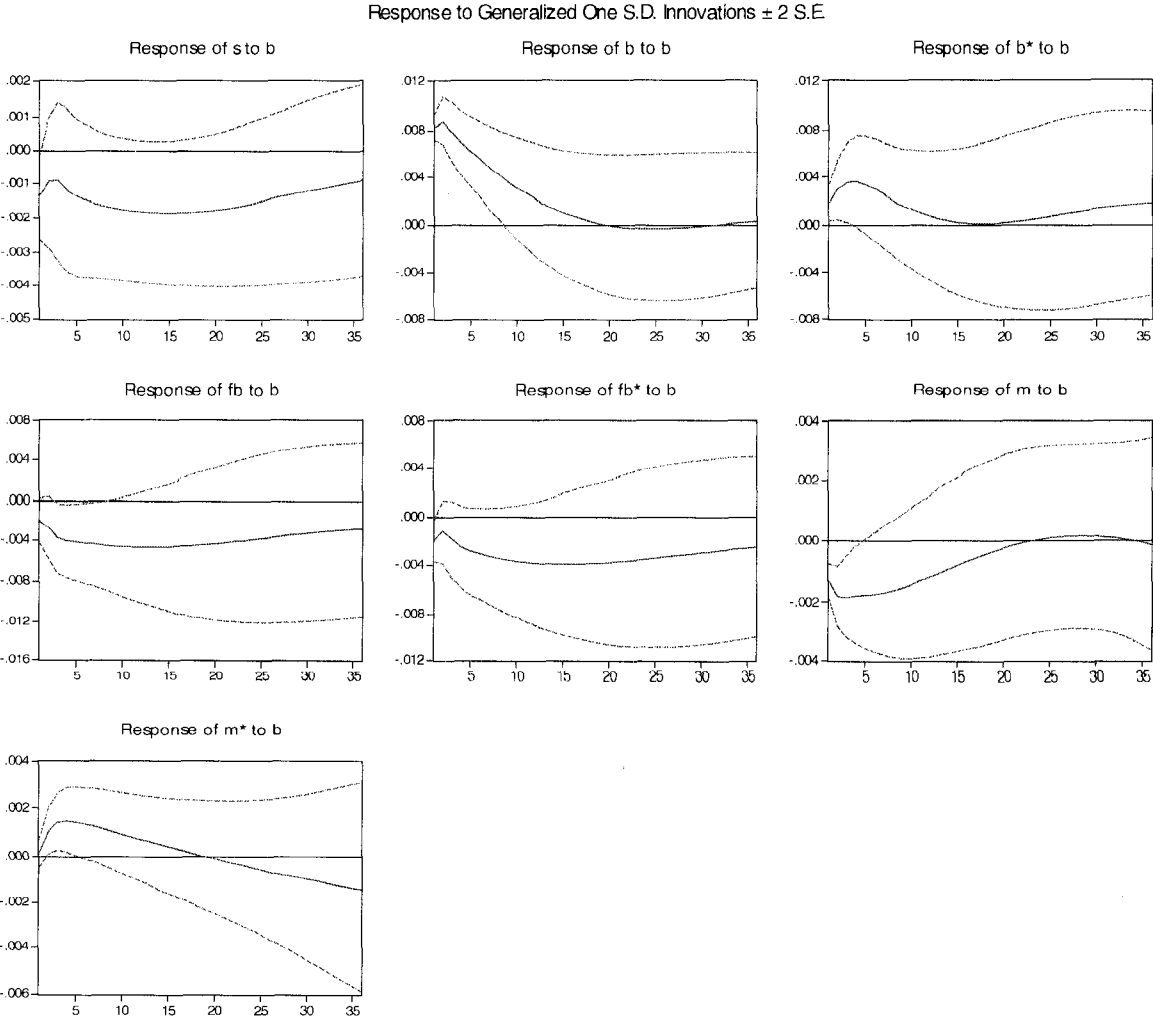 Response to Generalized One S.D. Innovations ± 2 S.E.
Response of s to b
.002
.001
.000
-.001
-.002
-.003
-.004
-.005
5 10 15 20 25 30 35
Response of b to b
.012
.008
.004
.000
-.004
-.008
5 10 15 20 25 30 35
Response of b* to b
.012
.008
.004
.000
-.004
-.008
5 10 15 20 25 30 35
Response of fb to b
.008
.004
.000
-.004
-.008
-.012
-.016
5 10 15 20 25 30 35
Response of fb* to b
.008
.004
.000
-.004
-.008
-.012
5 10 15 20 25 30 35
Response of m to b
.004
.002
.000
-.002
-.004
5 10 15 20 25 30 35
Response of m* to b
.004
.002
.000
-.002
-.004
-.006
5 10 15 20 25 30 35